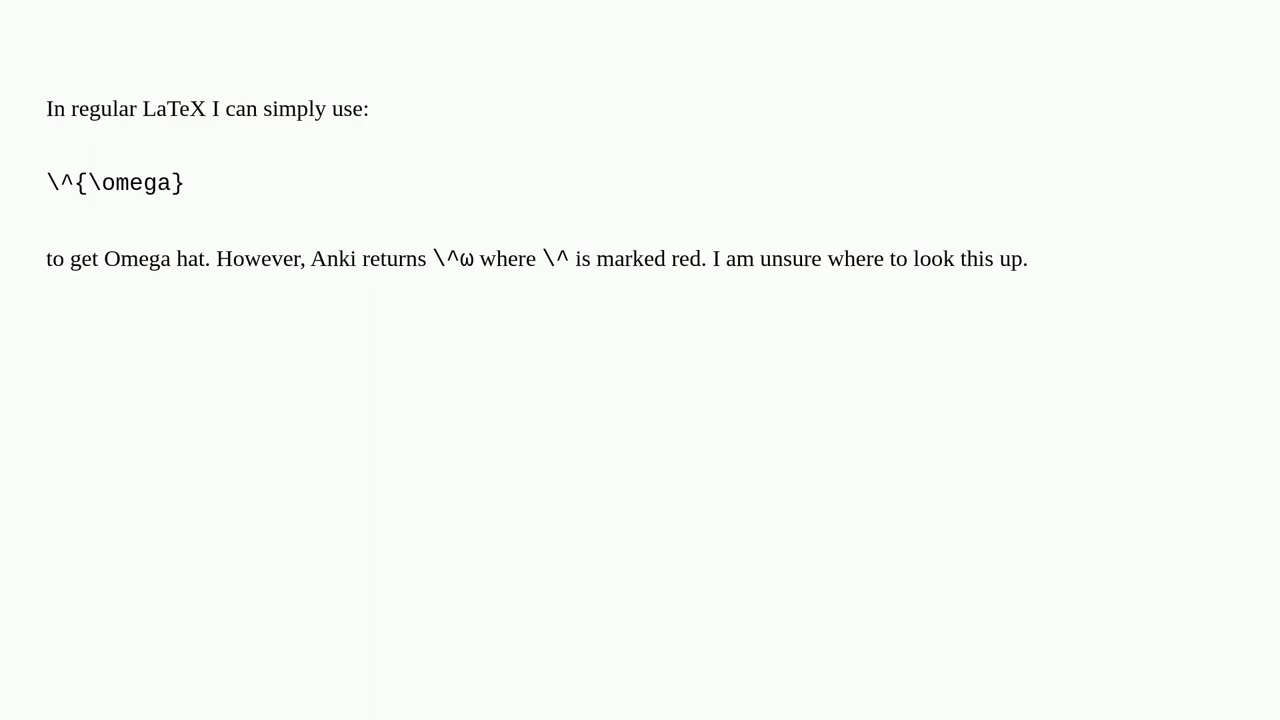 In regular LaTeX I can simply use:
\^{\omega}
to get Omega hat. However, Anki returns \^ω where \^ is marked red. I am unsure where to look this up.